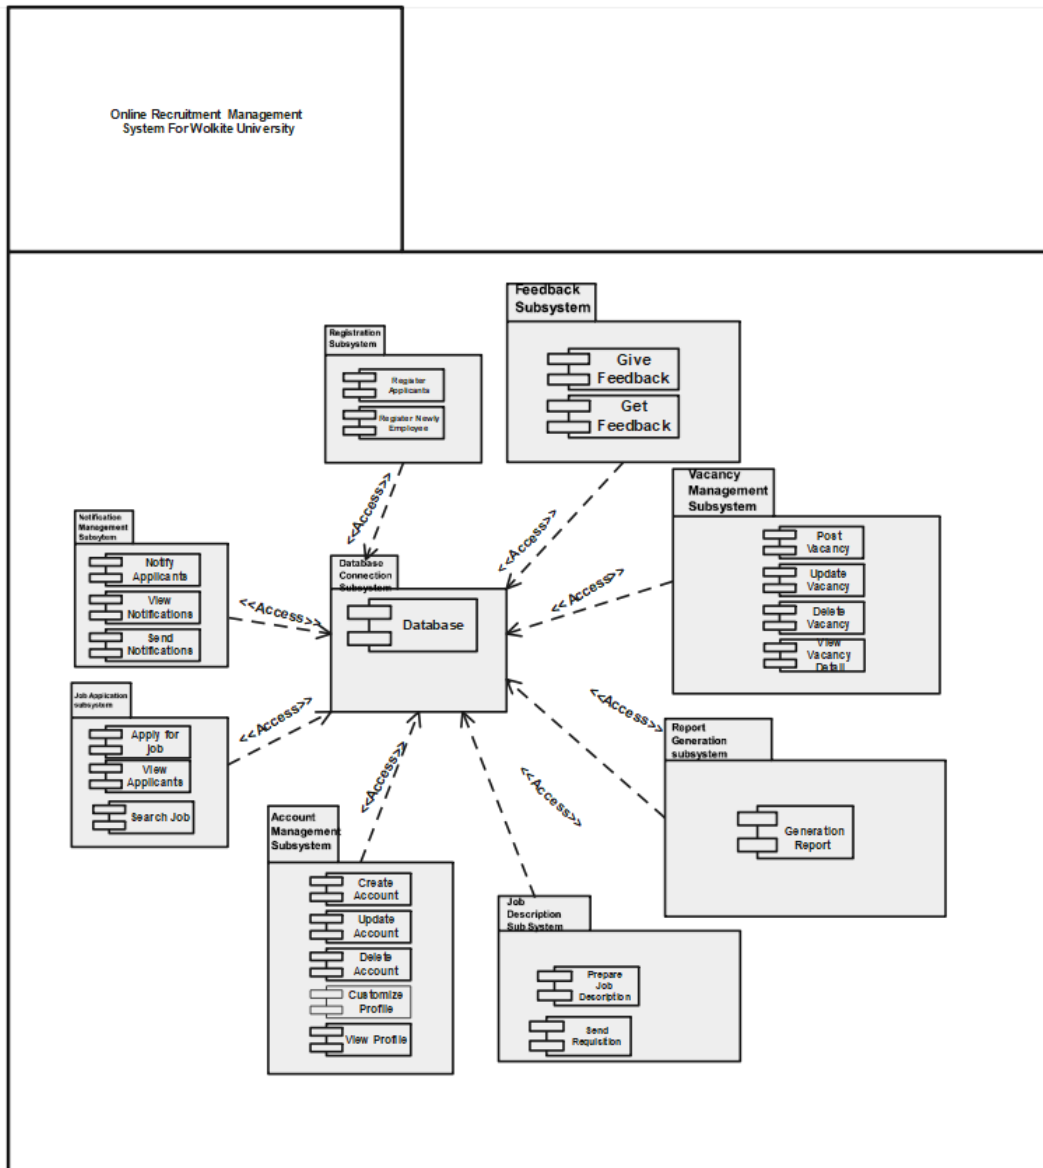 Online Recruitment Management
System For Wolkite University
Feedback
Subsystem
Give
Feedback
Get
Feedback
Registration
Subsystem
Register
Applicants
Register Newly
Employee
<<Access>>
<<Access>>
Vacancy
Management
Subsystem
Post
Vacancy
Update
Vacancy
Delete
Vacancy
View
Vacancy
Detail
<<Access>>
Notification
Management
Subsytem
Notify
Applicants
View
Notifications
Send
Notifications
<<Access>>
Database
Connection
Subsystem
Database
Job Application
subsystem
Apply for
job
View
Applicants
Search Job
<<Access>>
<<Access>>
Report
Generation
subsystem
Generation
Report
<<Access>>
Account
Management
Subsystem
Create
Account
Update
Account
Delete
Account
Customize
Profile
View Profile
<<Access>>
Job
Description
Sub System
Prepare
Job
Description
Send
Requisition